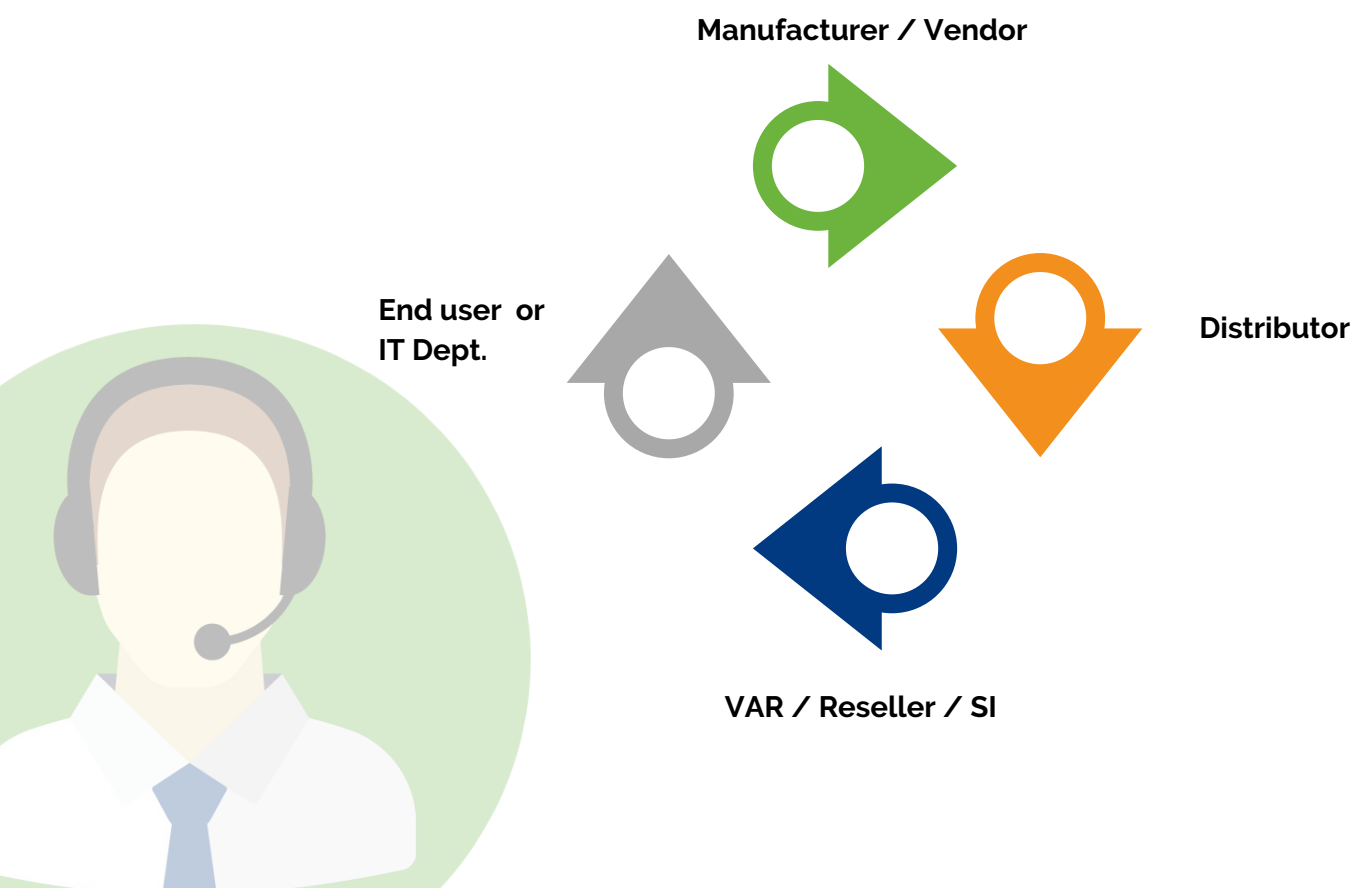 Manufacturer / Vendor
End user or
IT Dept.
Distributor
VAR / Reseller / SI